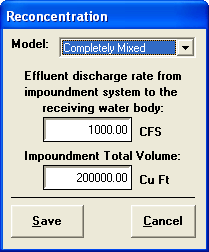 Reconcentration
Model: Completely Mixed
Effluent discharge rate from
impoundment system to the
receiving water body:
1000.00 CFS
Impoundment Total Volume:
200000.00 Cu Ft
Save Cancel